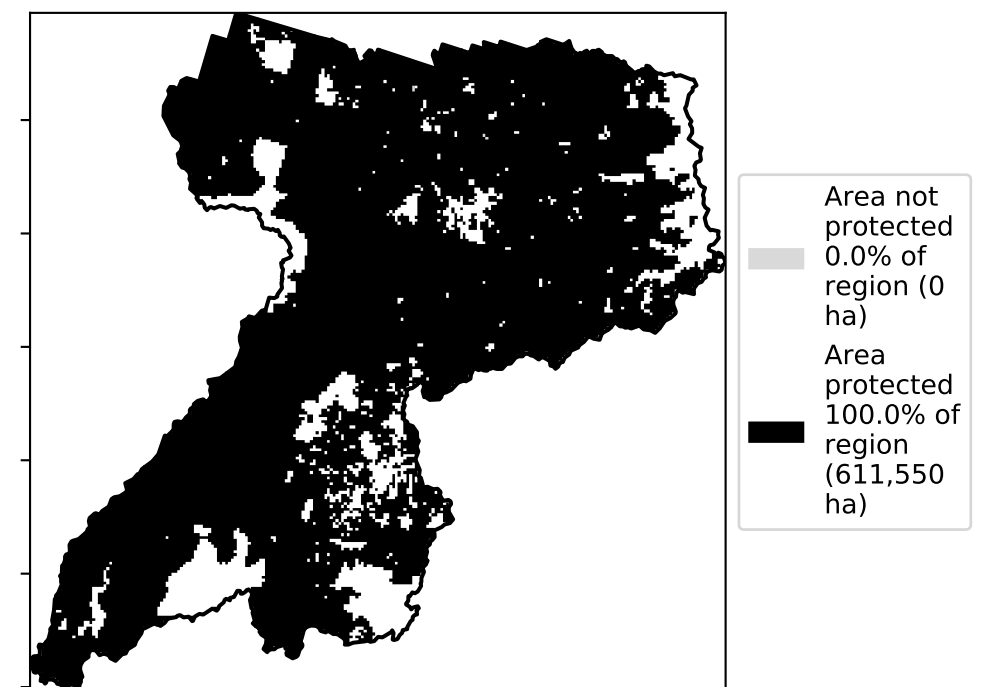 Area not
protected
0.0% of
region (0
ha)
Area
protected
100.0% of
region
(611,550
ha)